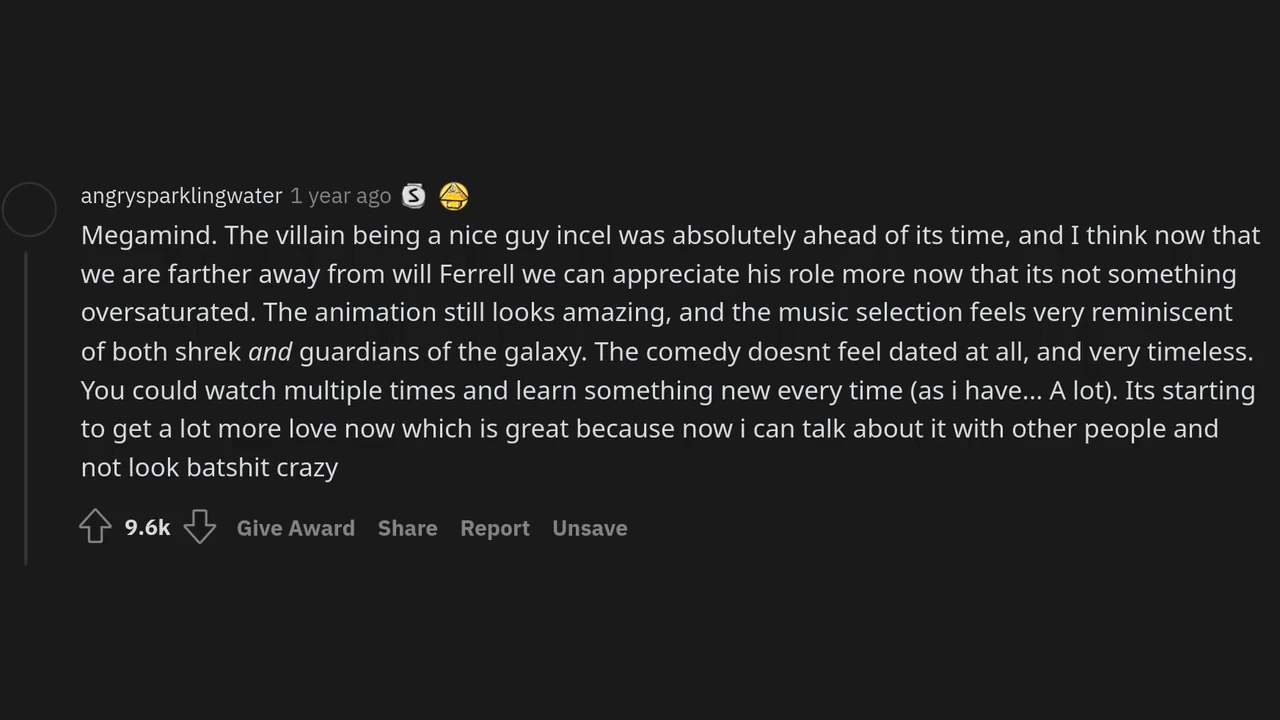 angrysparklingwater 1 year ago
Megamind. The villain being a nice guy incel was absolutely ahead of its time, and I think now that
we are farther away from will Ferrell we can appreciate his role more now that its not something
oversaturated. The animation still looks amazing, and the music selection feels very reminiscent
of both shrek and guardians of the galaxy. The comedy doesnt feel dated at all, and very timeless.
You could watch multiple times and learn something new every time (as i have... A lot). Its starting
to get a lot more love now which is great because now i can talk about it with other people and
not look batshit crazy
9.6k Give Award Share Report Unsave